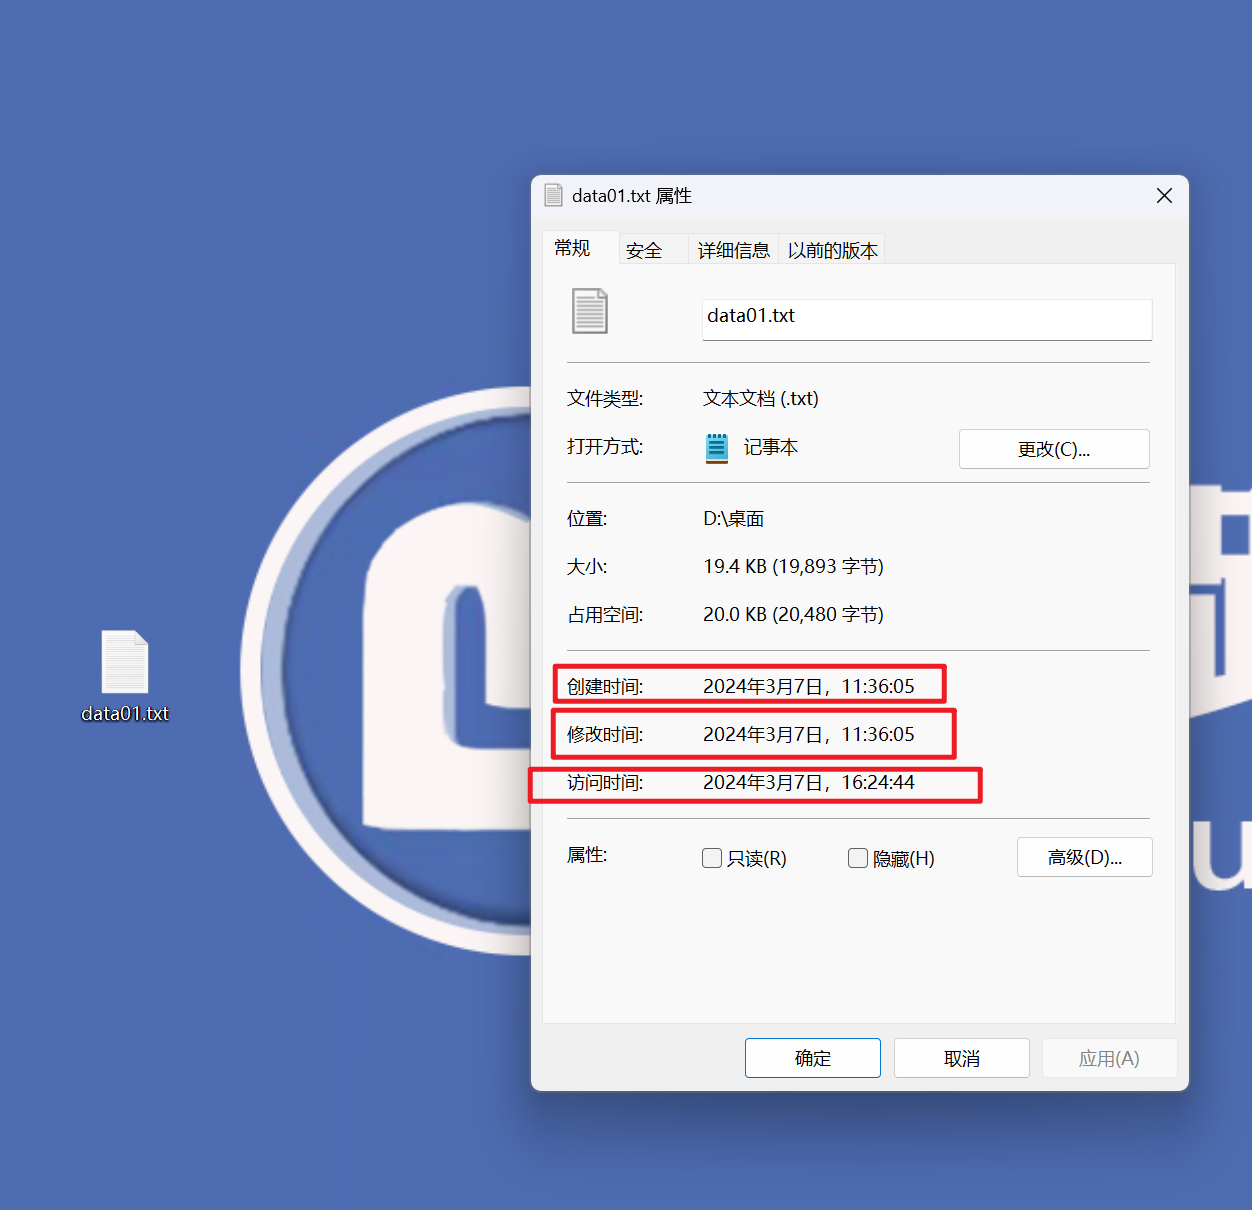 data01.txt 属性
常规
安全
详细信息
以前的版本
data01.txt
文件类型: 文本文档 (.txt)
打开方式: 记事本 更改(C)...
位置: D:\桌面
大小: 19.4 KB (19,893 字节)
占用空间: 20.0 KB (20,480 字节)
创建时间: 2024年3月7日，11:36:05
修改时间: 2024年3月7日，11:36:05
访问时间: 2024年3月7日，16:24:44
属性: 只读(R) 隐藏(H) 高级(D)...
确定 取消 应用(A)
data01.txt